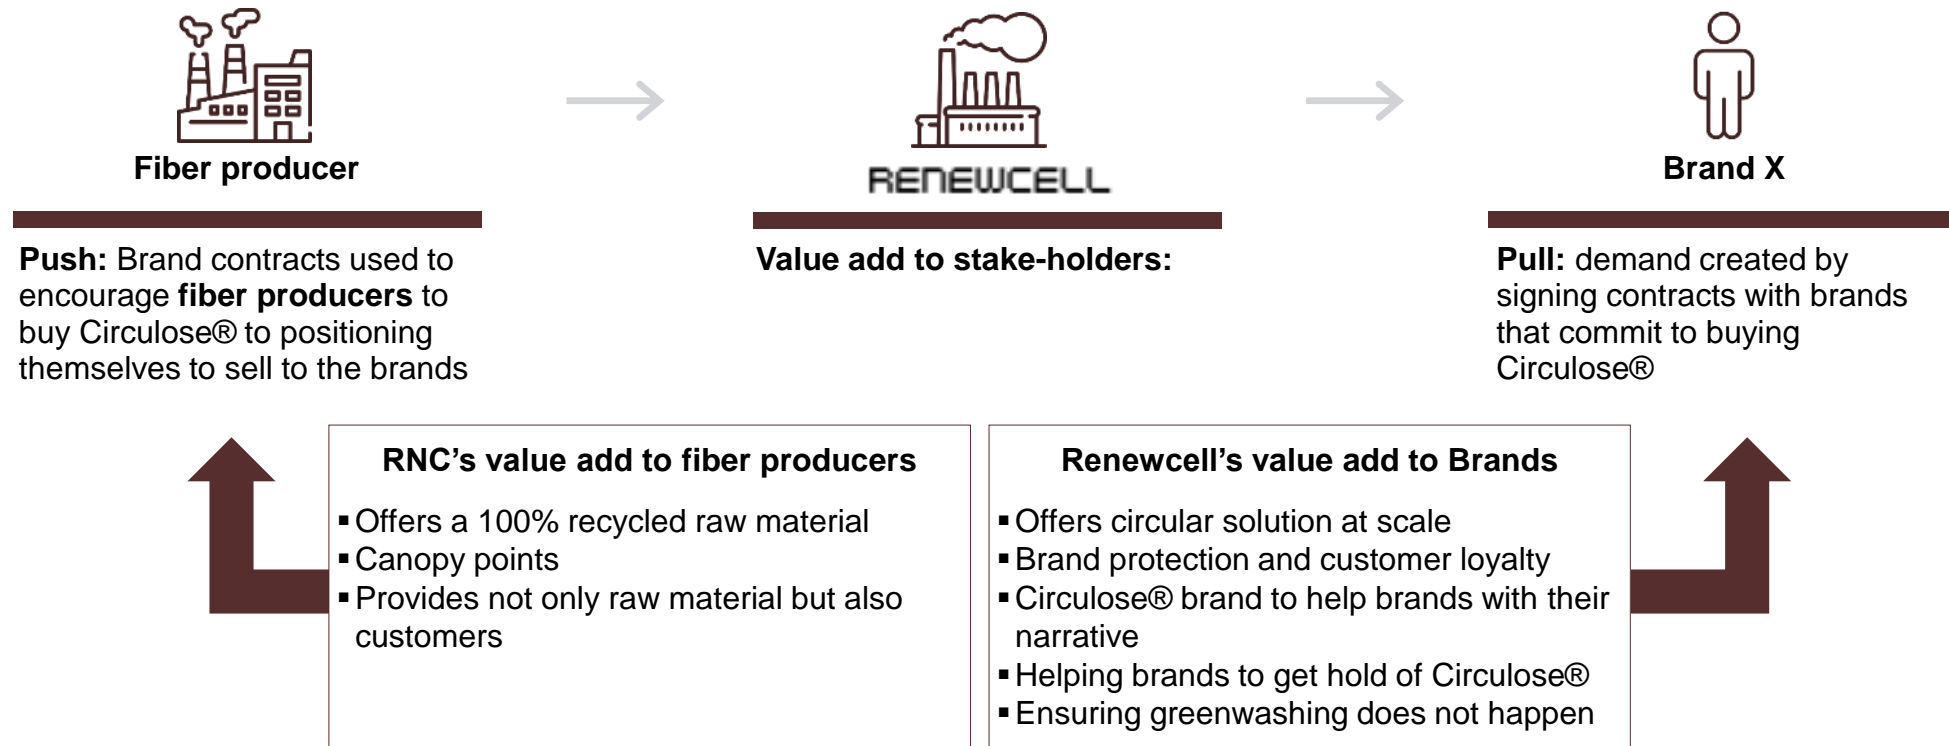 Fiber producer
RENEWCELL
Brand X
Push: Brand contracts used to
encourage fiber producers to
buy Circulose® to positioning
themselves to sell to the brands
Value add to stake-holders:
Pull: demand created by
signing contracts with brands
that commit to buying
Circulose®
RNC's value add to fiber producers
▪Offers a 100% recycled raw material
▪Canopy points
▪Provides not only raw material but also
customers
Renewcell's value add to Brands
▪Offers circular solution at scale
▪Brand protection and customer loyalty
▪Circulose® brand to help brands with their
narrative
▪Helping brands to get hold of Circulose®
▪Ensuring greenwashing does not happen